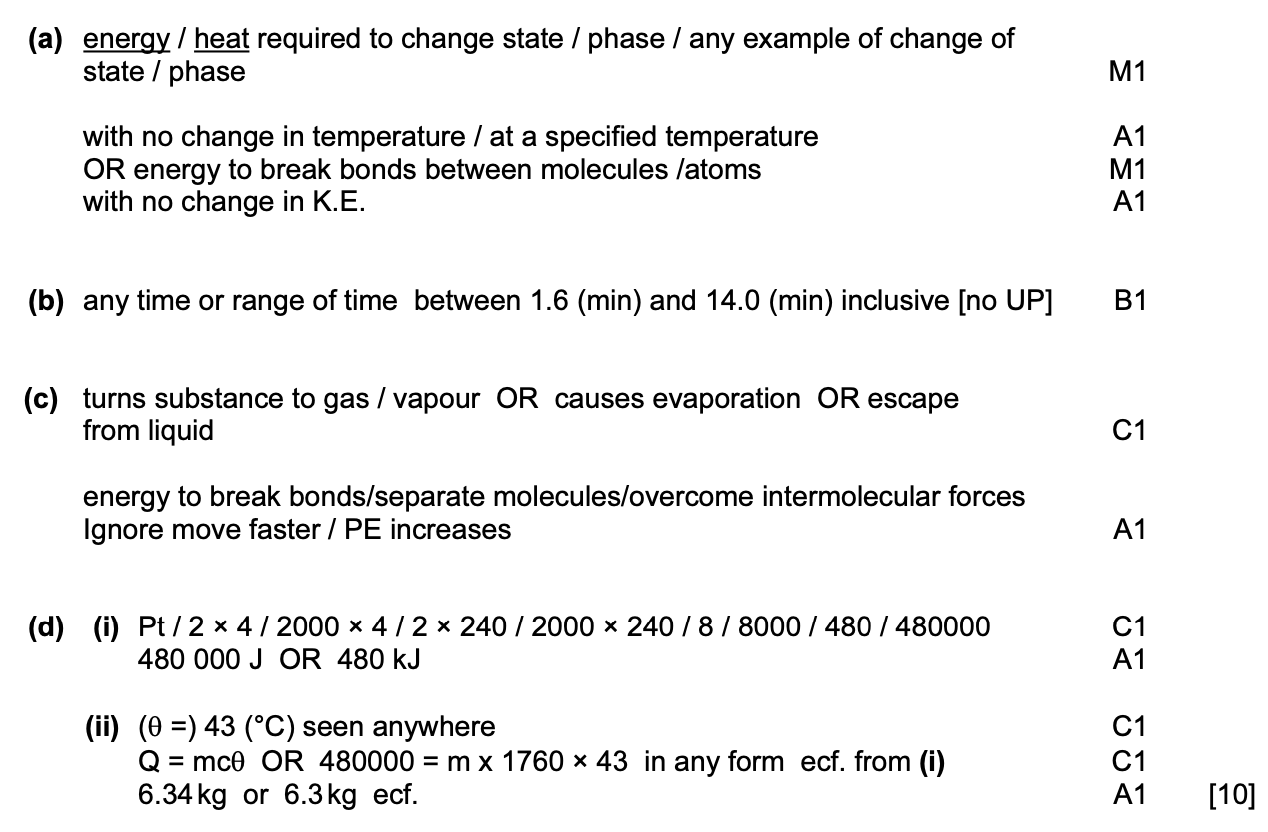 (a) energy / heat required to change state / phase / any example of change of
state / phase M1
with no change in temperature / at a specified temperature A1
OR energy to break bonds between molecules /atoms M1
with no change in K.E. A1
(b) any time or range of time between 1.6 (min) and 14.0 (min) inclusive [no UP] B1
(c) turns substance to gas / vapour OR causes evaporation OR escape
from liquid C1
energy to break bonds/separate molecules/overcome intermolecular forces
Ignore move faster / PE increases A1
(d) (i) Pt / 2 × 4 / 2000 × 4 / 2 × 240 / 2000 × 240 / 8 / 8000 / 480 / 480000 C1
480 000 J OR 480 kJ A1
(ii) (θ =) 43 (°C) seen anywhere C1
Q = mcθ OR 480000 = m x 1760 × 43 in any form ecf. from (i) C1
6.34 kg or 6.3 kg ecf. A1 [10]